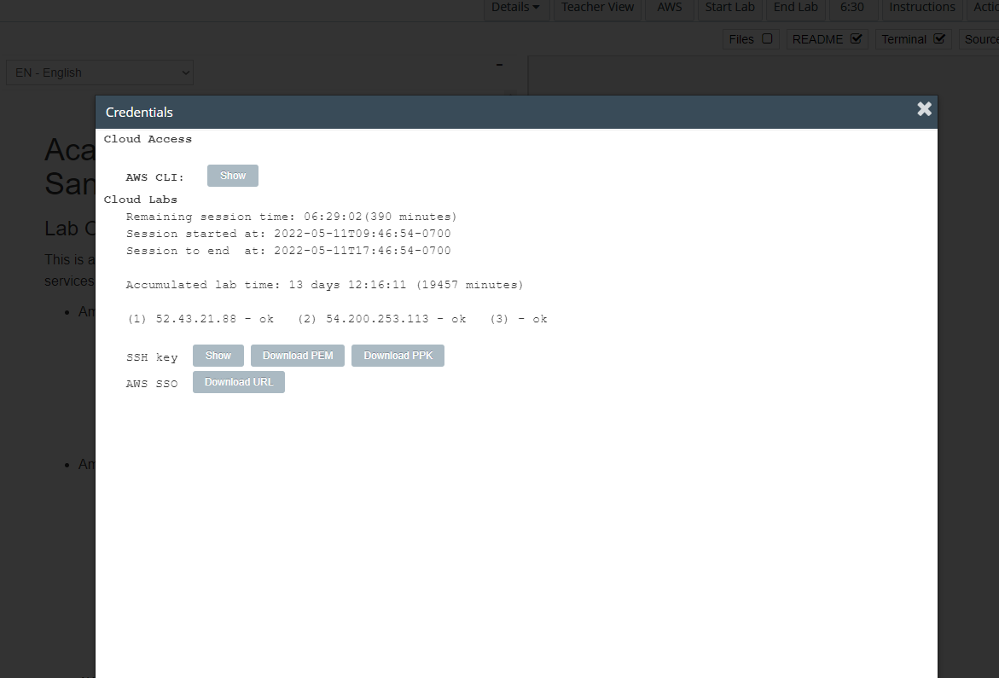 Details Teacher View AWS Start Lab End Lab 6:30 Instructions Actio
Files README Terminal Source
EN - English
Credentials
Cloud Access
Aca
San
AWS CLI: Show
Cloud Labs
Lab C
Remaining session time: 06:29:02(390 minutes)
Session started at: 2022-05-11T09:46:54-0700
Session to end  at: 2022-05-11T17:46:54-0700
This is a
services
Accumulated lab time: 13 days 12:16:11 (19457 minutes)
Am
(1) 52.43.21.88 - ok (2) 54.200.253.113 - ok (3) - ok
SSH key Show Download PEM Download PPK
AWS SSO Download URL
Am